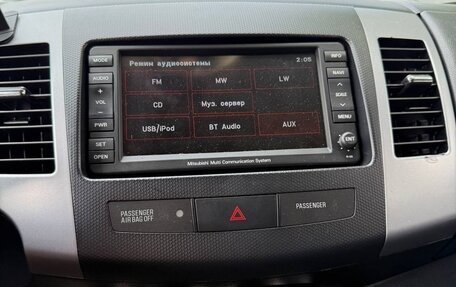 MODE
AUDIO
+
VOL
-
PWR
SET
OPEN
Режим аудиосистемы 2:05
FM MW LW
CD Муз. сервер
USB/iPod BT Audio AUX
Mitsubishi Multi Communication System
INFO
NAVI
SCALE
MENU
ENT
PASSENGER
AIR BAG OFF
PASSENGER